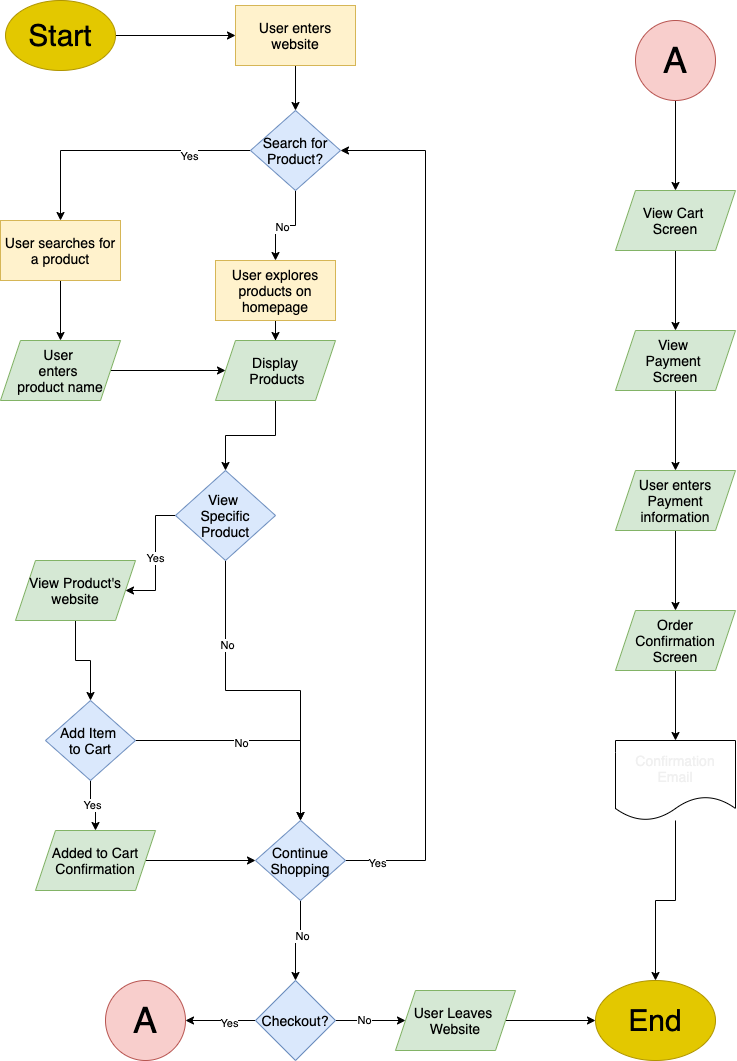 Start
User enters
website
A
Search for
Product?
Yes
No
User searches for
a product
View Cart
Screen
User explores
products on
homepage
User
enters
product name
Display
Products
View
Payment
Screen
View
Specific
Product
User enters
Payment
information
Yes
View Product's
website
No
Order
Confirmation
Screen
Add Item
to Cart
No
Confirmation
Email
Yes
Added to Cart
Confirmation
Continue
Shopping
Yes
No
A
Yes
Checkout?
No
User Leaves
Website
End